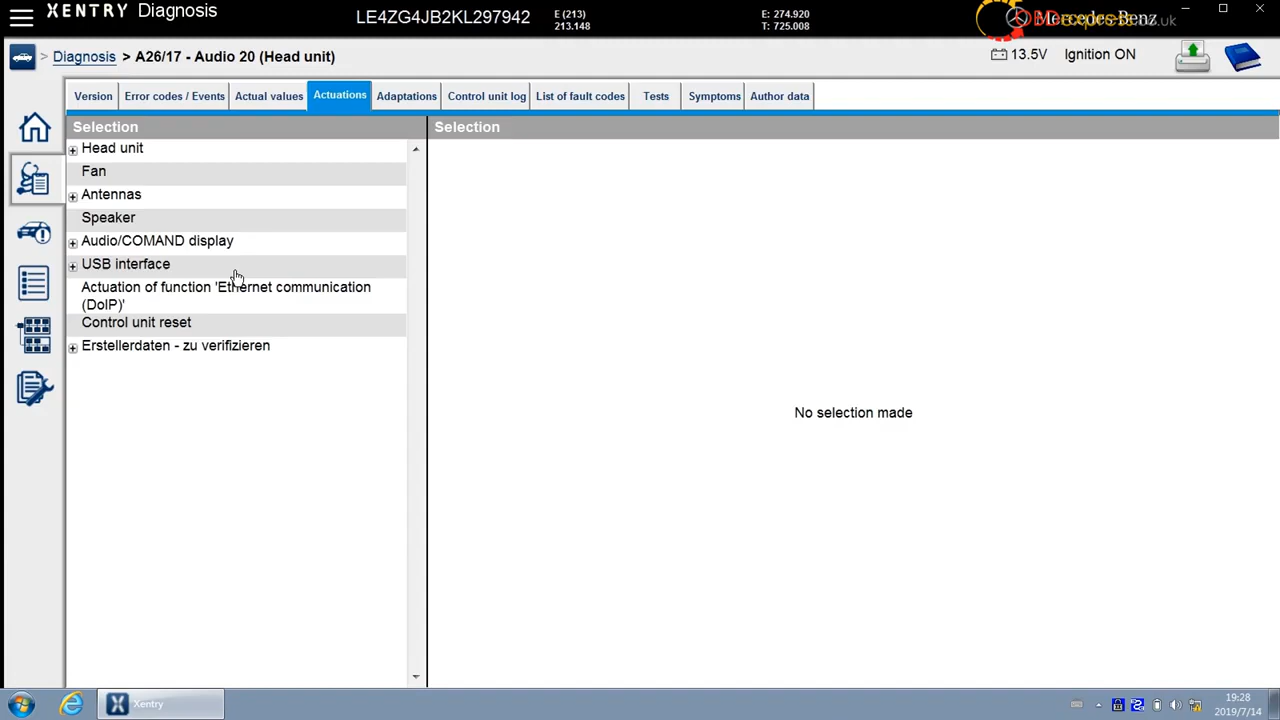 XENTRY Diagnosis
LE4ZG4JB2KL297942
E (213)
213.148
E: 274.920
T: 725.008
Mercedes-Benz
Diagnosis > A26/17 - Audio 20 (Head unit)
13.5V Ignition ON
Version Error codes / Events Actual values Actuations Adaptations Control unit log List of fault codes Tests Symptoms Author data
Selection
Head unit
Fan
Antennas
Speaker
Audio/COMAND display
USB interface
Actuation of function 'Ethernet communication
(DoIP)'
Control unit reset
Erstellerdaten - zu verifizieren
Selection
No selection made
Xentry
19:28
2019/7/14